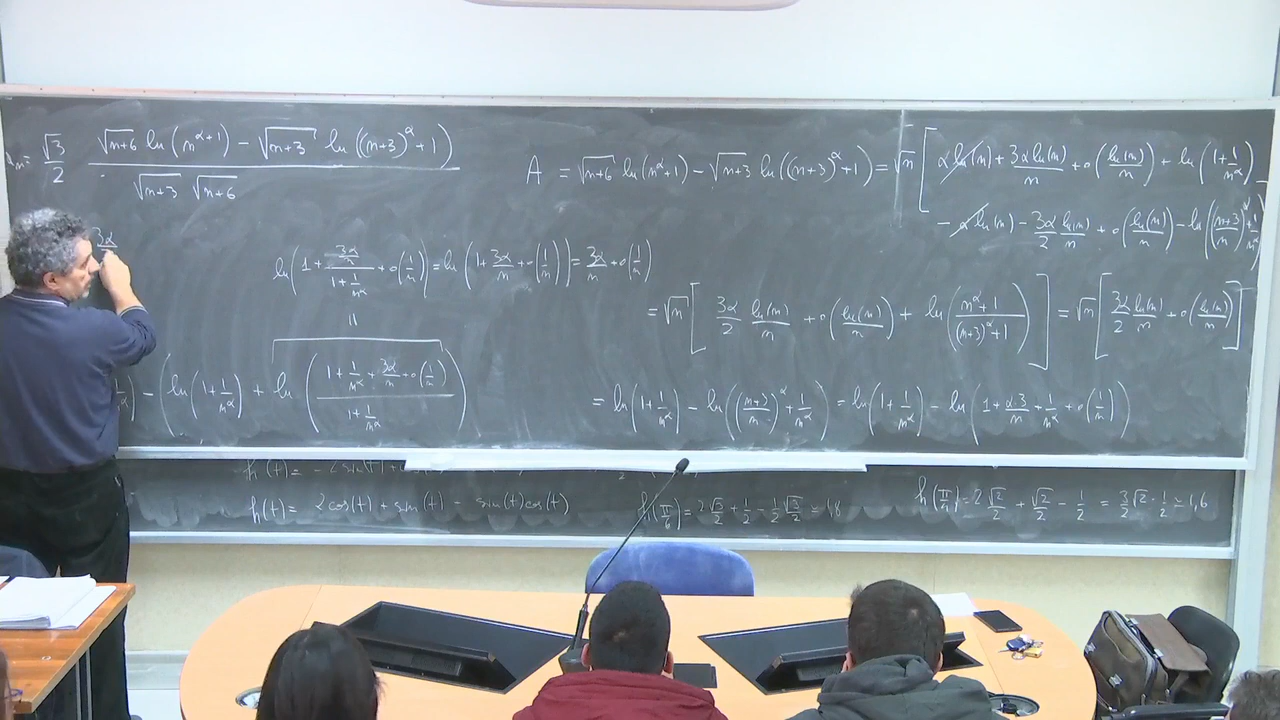 √3/2 (√(n+6) ln(n^α+1) − √(n+3) ln((n+3)^α+1)) / (√(n+3) √(n+6))
A = √(n+6) ln(n^α+1) − √(n+3) ln((n+3)^α+1) = √n [α ln(n) + 3α ln(n)/n + o(ln(n)/n) + ln(1+1/n^α) −
− α ln(n) − 3α/2 ln(n)/n + o(ln(n)/n) − ln(((n+3)/n)^α + 1/n^α)
3α
ln(1 + (3α/n)/(1+1/n^α) + o(1/n)) = ln(1 + 3α/n + o(1/n)) = 3α/n + o(1/n)
= √n [3α/2 ln(n)/n + o(ln(n)/n) + ln((n^α+1)/((n+3)^α+1))] = √n [3α/2 ln(n)/n + o(ln(n)/n)]
=
− (ln(1+1/n^α) + ln((1+1/n^α+3α/n+o(1/n))/(1+1/n^α)))
= ln(1+1/n^α) − ln(((n+3)/n)^α + 1/n^α) = ln(1+1/n^α) − ln(1 + α3/n + 1/n^α + o(1/n))
h(t) = 2cos(t) + sin(t) − sin(t)cos(t)
h(π/6) = 2 √3/2 + 1/2 − 1/2 √3/2 ≃ 1,8
h(π/4) = 2 √2/2 + √2/2 − 1/2 = 3/2 √2 − 1/2 ≃ 1,6